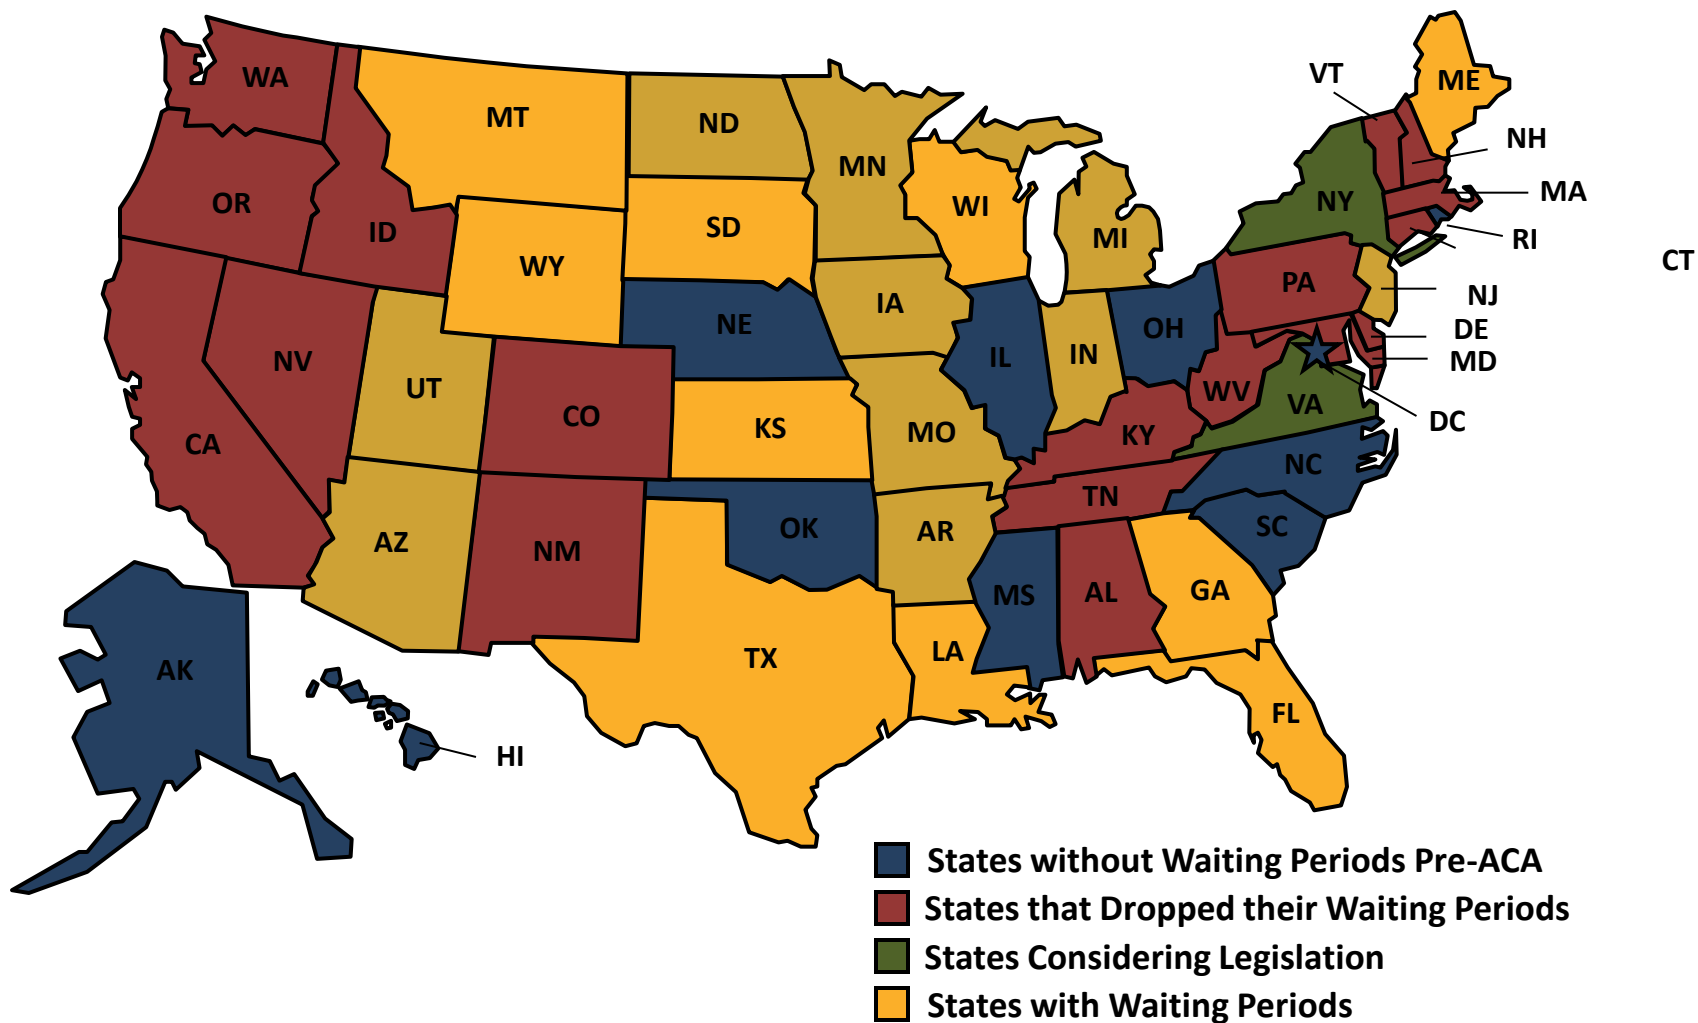 WA
MT
ND
MN
VT
ME
NH
OR
ID
SD
WI
NY
MA
MI
RI
WY
CT
PA
NJ
IA
NE
OH
DE
IL
IN
MD
NV
UT
WV
VA
CO
KS
DC
CA
MO
KY
NC
TN
AZ
NM
OK
AR
SC
MS
AL
GA
AK
TX
LA
FL
HI
States without Waiting Periods Pre-ACA
States that Dropped their Waiting Periods
States Considering Legislation
States with Waiting Periods